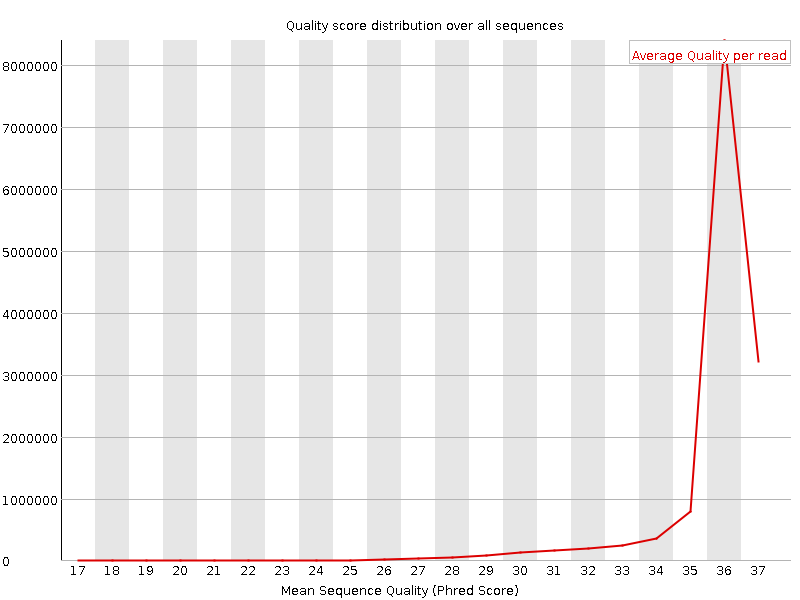 Quality score distribution over all sequences
Average Quality per read
8000000
7000000
6000000
5000000
4000000
3000000
2000000
1000000
0
17 18 19 20 21 22 23 24 25 26 27 28 29 30 31 32 33 34 35 36 37
Mean Sequence Quality (Phred Score)